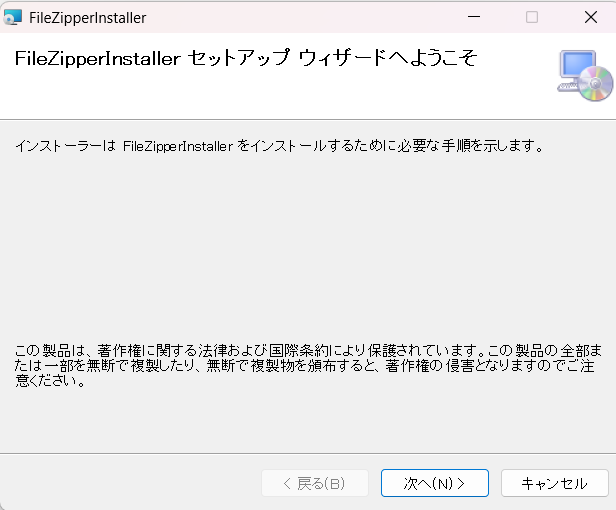 FileZipperInstaller
FileZipperInstaller セットアップ ウィザードへようこそ
インストーラーは FileZipperInstaller をインストールするために必要な手順を示します。
この製品は、著作権に関する法律および国際条約により保護されています。この製品の全部ま
たは一部を無断で複製したり、無断で複製物を頒布すると、著作権の侵害となりますのでご注
意ください。
< 戻る(B)
次へ(N) >
キャンセル